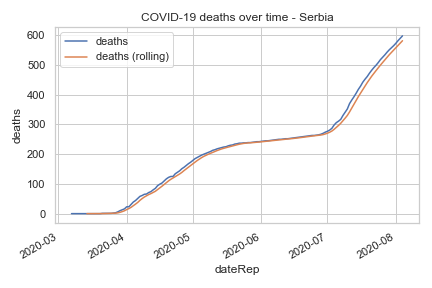 COVID-19 deaths over time - Serbia
deaths
deaths (rolling)
600
500
400
300
200
100
0
deaths
2020-03
2020-04
2020-05
2020-06
2020-07
2020-08
dateRep